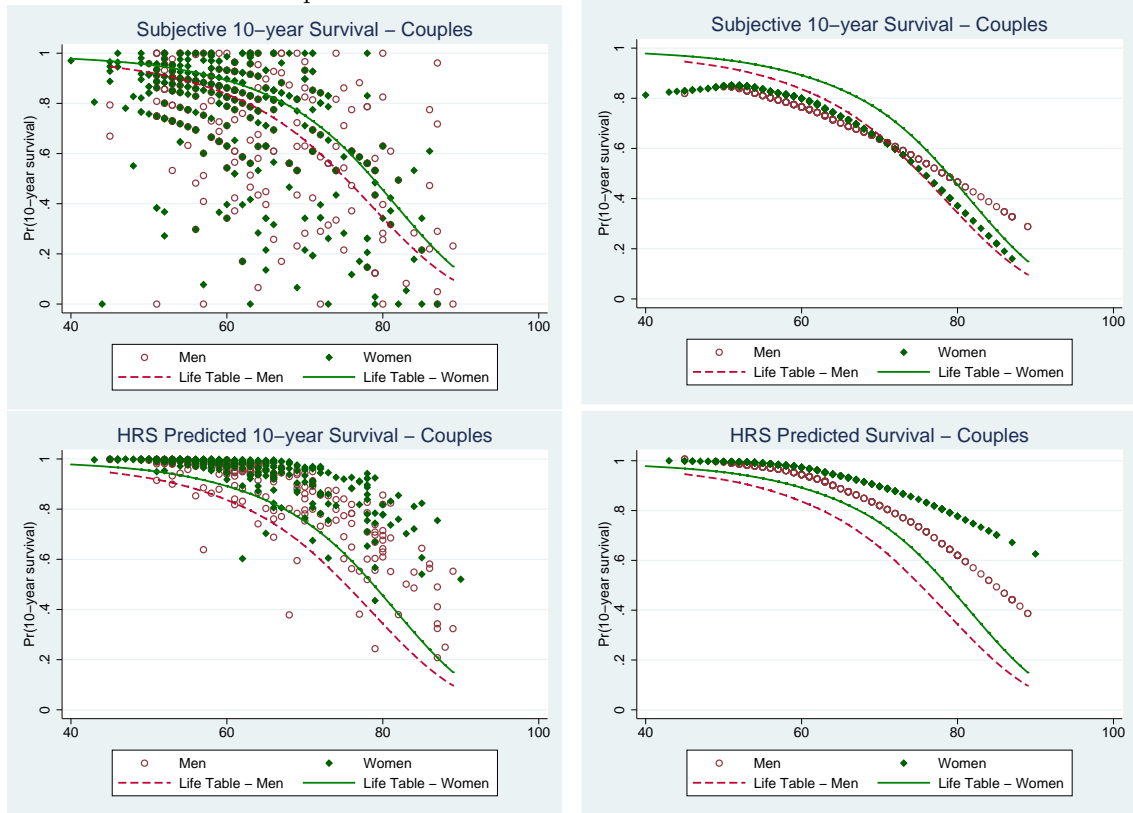 Subjective 10−year Survival − Couples
Pr(10−year survival)
1
.8
.6
.4
.2
0
40 60 80 100
Men Women
Life Table − Men Life Table − Women
Subjective 10−year Survival − Couples
Pr(10−year survival)
1
.8
.6
.4
.2
0
40 60 80 100
Men Women
Life Table − Men Life Table − Women
HRS Predicted 10−year Survival − Couples
Pr(10−year survival)
1
.8
.6
.4
.2
0
40 60 80 100
Men Women
Life Table − Men Life Table − Women
HRS Predicted Survival − Couples
Pr(10−year survival)
1
.8
.6
.4
.2
0
40 60 80 100
Men Women
Life Table − Men Life Table − Women